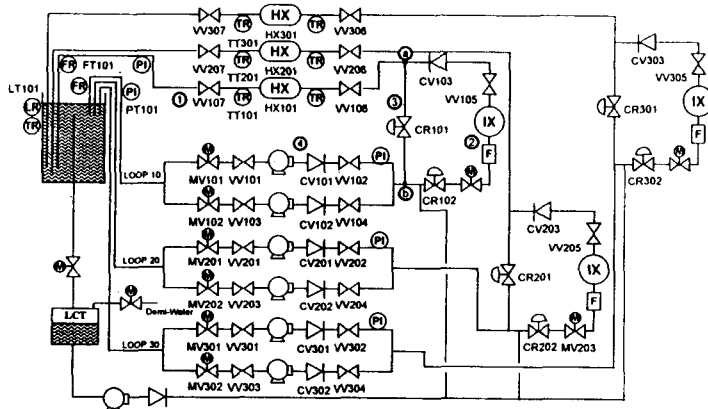 HX
HX301
VV307
TR
TR
VV306
HX
HX201
VV207
TT301
TR
TR
VV206
HX
HX101
VV107
TT201
TR
TR
VV106
TT101
FR
FT101
PI
FR
PI
PT101
LT101
LR
TR
1
a
3
CR101
b
CV103
VV105
IX
2
F
M
CR102
CV303
VV305
IX
F
CR301
M
CR302
LOOP 10
M
MV101
VV101
4
CV101
VV102
PI
M
MV102
VV103
CV102
VV104
LOOP 20
M
MV201
VV201
CV201
VV202
PI
M
MV202
VV203
CV202
VV204
LOOP 30
M
MV301
VV301
CV301
VV302
PI
M
MV302
VV303
CV302
VV304
CV203
VV205
IX
F
CR201
M
CR202
MV203
M
M
Demi-Water
LCT